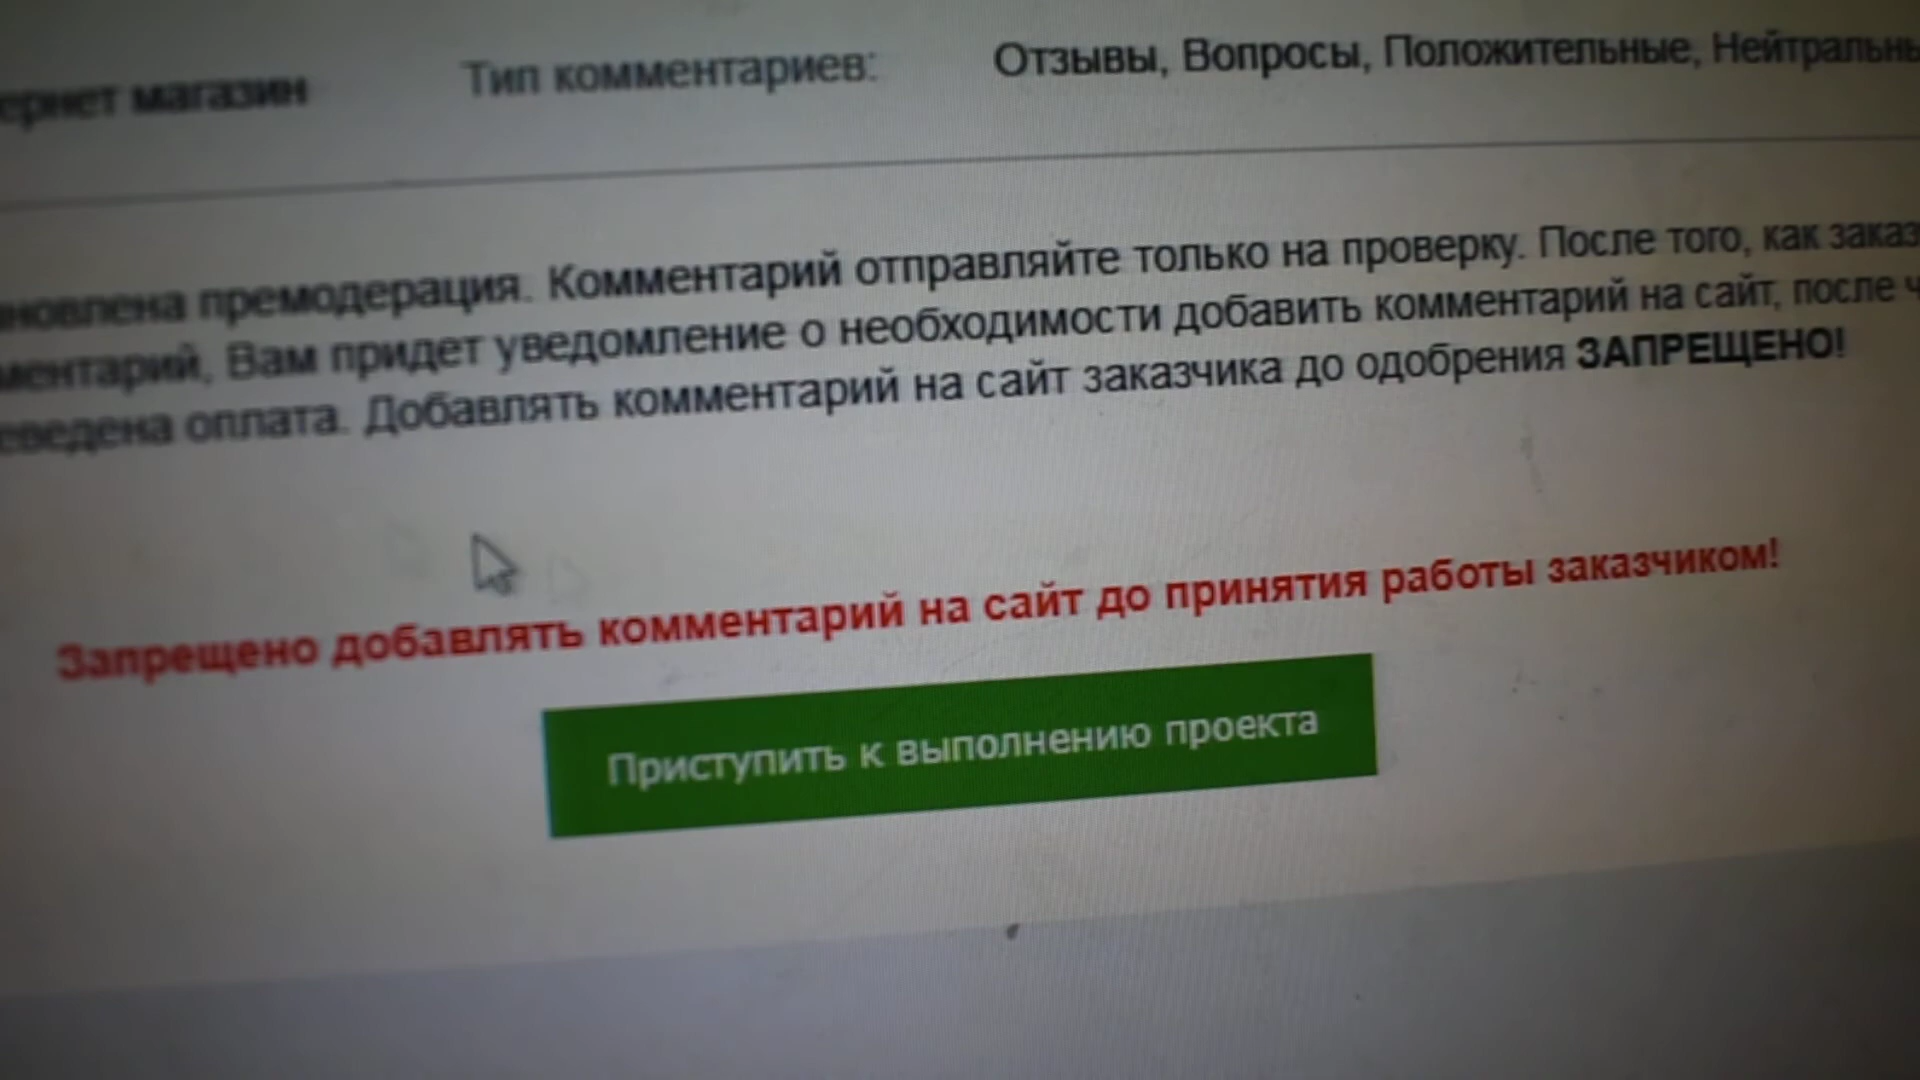 ернет магазин Тип комментариев: Отзывы, Вопросы, Положительные, Нейтральны
новлена премодерация. Комментарий отправляйте только на проверку. После того, как заказ
ментарий, Вам придет уведомление о необходимости добавить комментарий на сайт, после ч
еведена оплата. Добавлять комментарий на сайт заказчика до одобрения ЗАПРЕЩЕНО!
Запрещено добавлять комментарий на сайт до принятия работы заказчиком!
Приступить к выполнению проекта